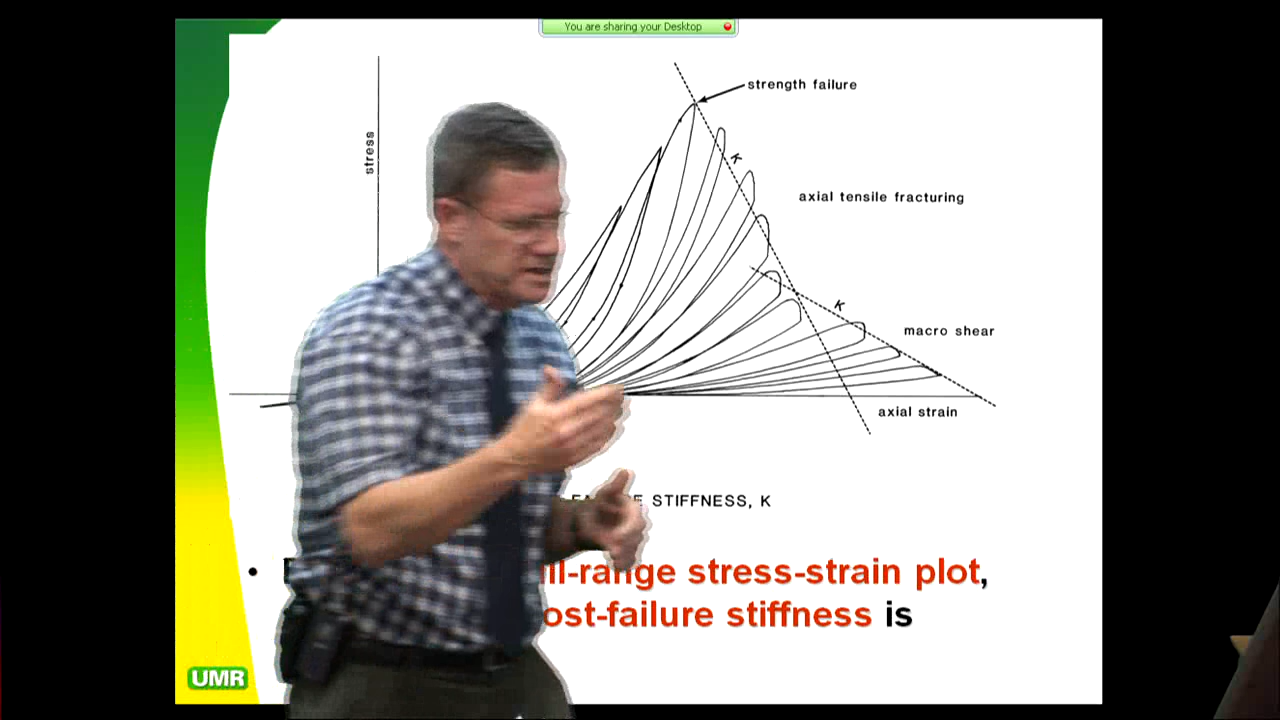 You are sharing your Desktop
strength failure
stress
K
axial tensile fracturing
K
macro shear
axial strain
STIFFNESS, K
• ll-range stress-strain plot,
ost-failure stiffness is
UMR